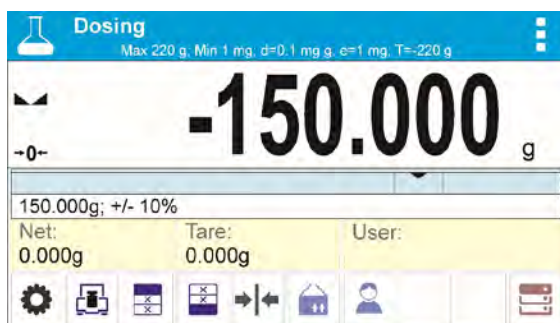 Dosing
Max 220 g; Min 1 mg, d=0.1 mg g, e=1 mg, T=-220 g
→0←
-150.000 g
150.000g; +/- 10%
Net: Tare: User:
0.000g 0.000g